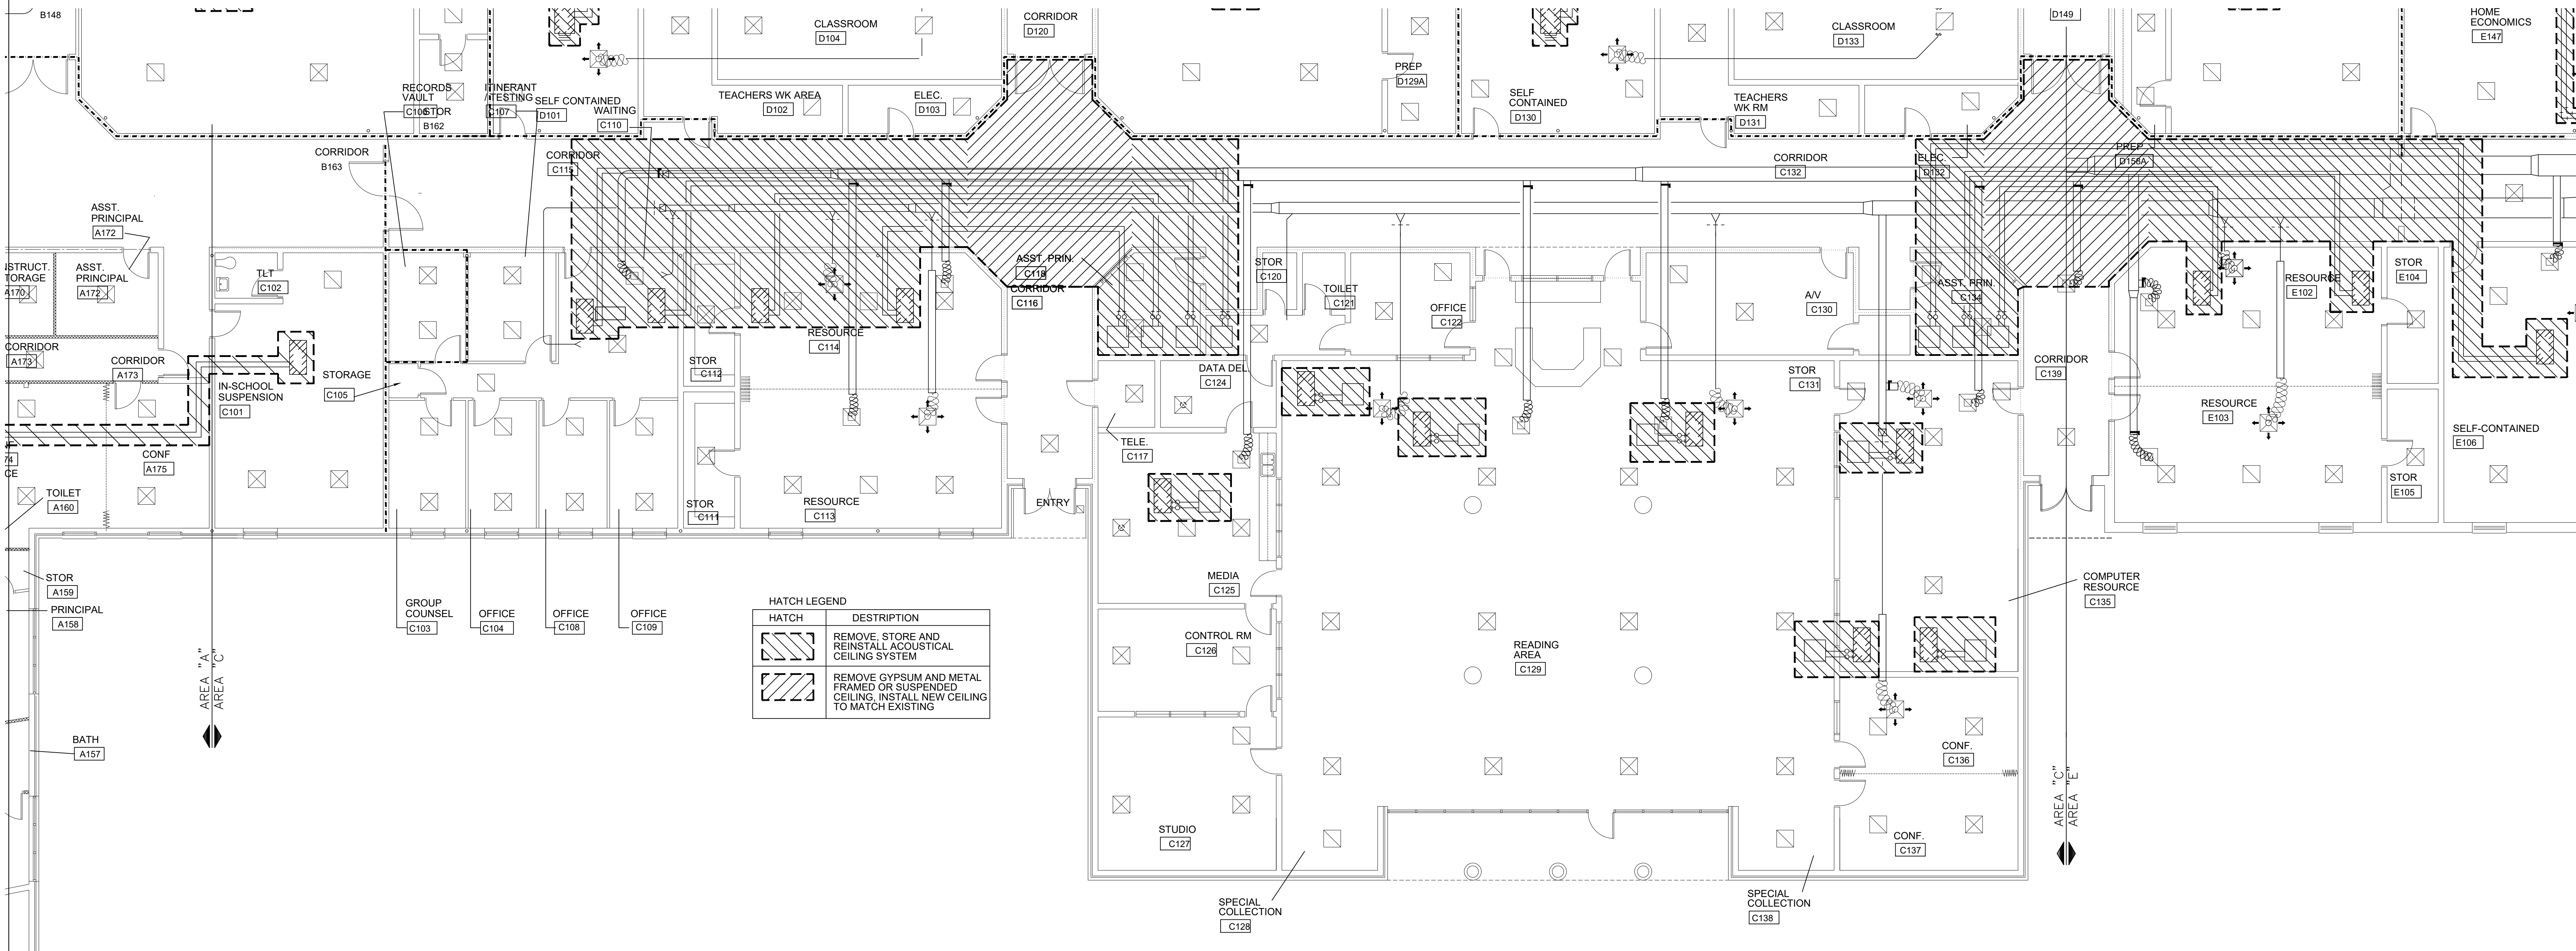 B148
CLASSROOM
D104
CORRIDOR
D120
CLASSROOM
D133
D149
HOME
ECONOMICS
E147
PREP
D129A
RECORDS
VAULT
C106
STOR
B162
ITINERANT
/TESTING
C107
SELF CONTAINED
D101
WAITING
C110
TEACHERS WK AREA
D102
ELEC.
D103
SELF
CONTAINED
D130
TEACHERS
WK RM
D131
CORRIDOR
B163
CORRIDOR
C115
CORRIDOR
C132
ELEC.
D132
PREP
D158A
ASST.
PRINCIPAL
A172
ISTRUCT.
TORAGE
A170
ASST.
PRINCIPAL
A172
TLT
C102
ASST. PRIN.
C118
CORRIDOR
C116
STOR
C120
TOILET
C121
OFFICE
C122
A/V
C130
ASST. PRIN.
C134
RESOURCE
E102
STOR
E104
CORRIDOR
A173
CORRIDOR
A173
IN-SCHOOL
SUSPENSION
C101
STORAGE
C105
STOR
C112
RESOURCE
C114
DATA DEL
C124
STOR
C131
CORRIDOR
C139
RESOURCE
E103
SELF-CONTAINED
E106
74
CE
CONF
A175
TOILET
A160
STOR
C111
RESOURCE
C113
ENTRY
TELE.
C117
STOR
E105
STOR
A159
PRINCIPAL
A158
GROUP
COUNSEL
C103
OFFICE
C104
OFFICE
C108
OFFICE
C109
MEDIA
C125
COMPUTER
RESOURCE
C135
HATCH LEGEND
HATCH DESTRIPTION
REMOVE, STORE AND
REINSTALL ACOUSTICAL
CEILING SYSTEM
REMOVE GYPSUM AND METAL
FRAMED OR SUSPENDED
CEILING, INSTALL NEW CEILING
TO MATCH EXISTING
CONTROL RM
C126
READING
AREA
C129
AREA "A"
AREA "C"
BATH
A157
CONF.
C136
AREA "C"
AREA "E"
STUDIO
C127
CONF.
C137
SPECIAL
COLLECTION
C128
SPECIAL
COLLECTION
C138